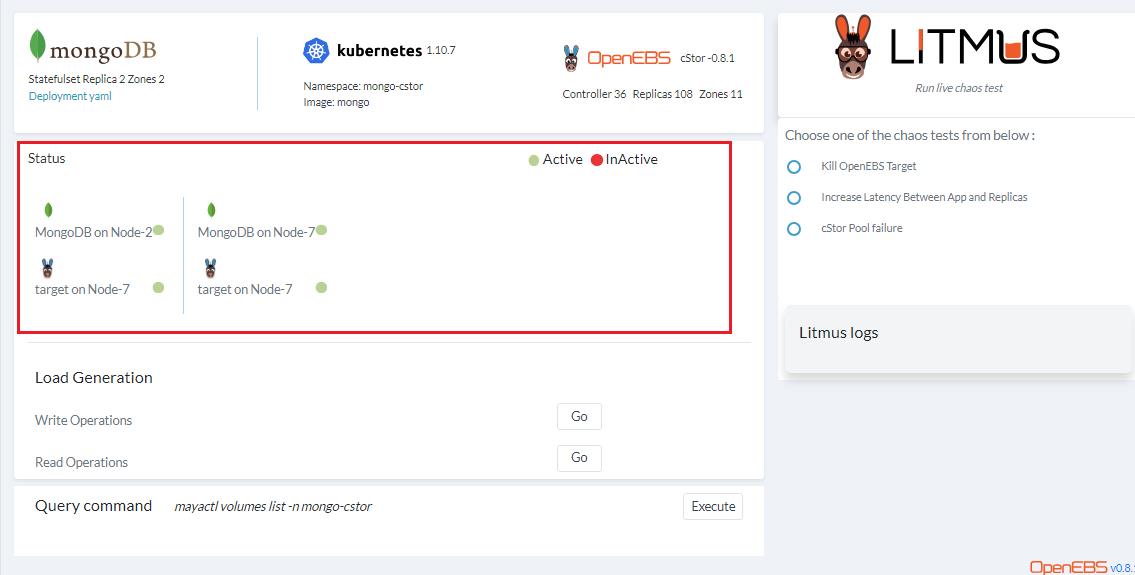 mongoDB
Statefulset Replica 2 Zones 2
Deployment yaml
kubernetes 1.10.7
Namespace: mongo-cstor
Image: mongo
OpenEBS cStor -0.8.1
Controller 36 Replicas 108 Zones 11
LITMUS
Run live chaos test
Choose one of the chaos tests from below :
Kill OpenEBS Target
Increase Latency Between App and Replicas
cStor Pool failure
Litmus logs
Status
Active InActive
MongoDB on Node-2 MongoDB on Node-7
target on Node-7 target on Node-7
Load Generation
Write Operations Go
Read Operations Go
Query command mayactl volumes list -n mongo-cstor Execute
OpenEBS